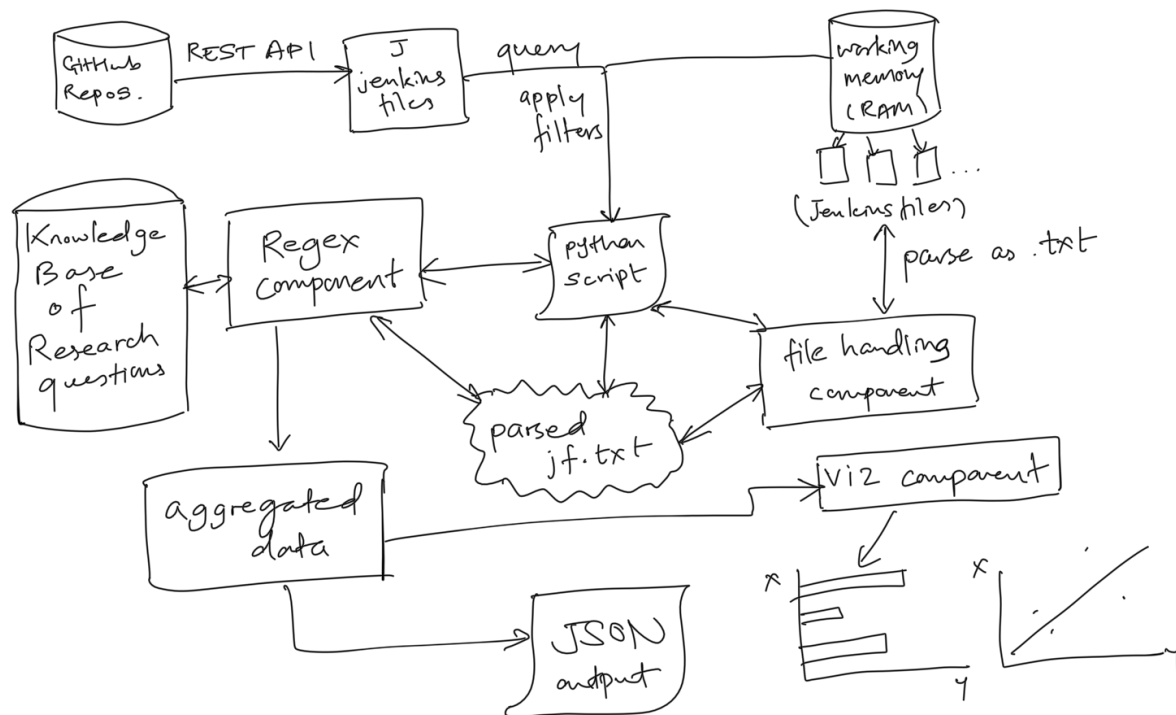 GitHub
Repos.
REST API
J
jenkins
files
query
apply
filters
working
memory
(RAM)
...
(Jenkins files)
parse as .txt
Knowledge
Base
of
Research
questions
Regex
component
python
script
file handling
component
parsed
jf.txt
aggregated
data
Viz component
JSON
output
x
y
x